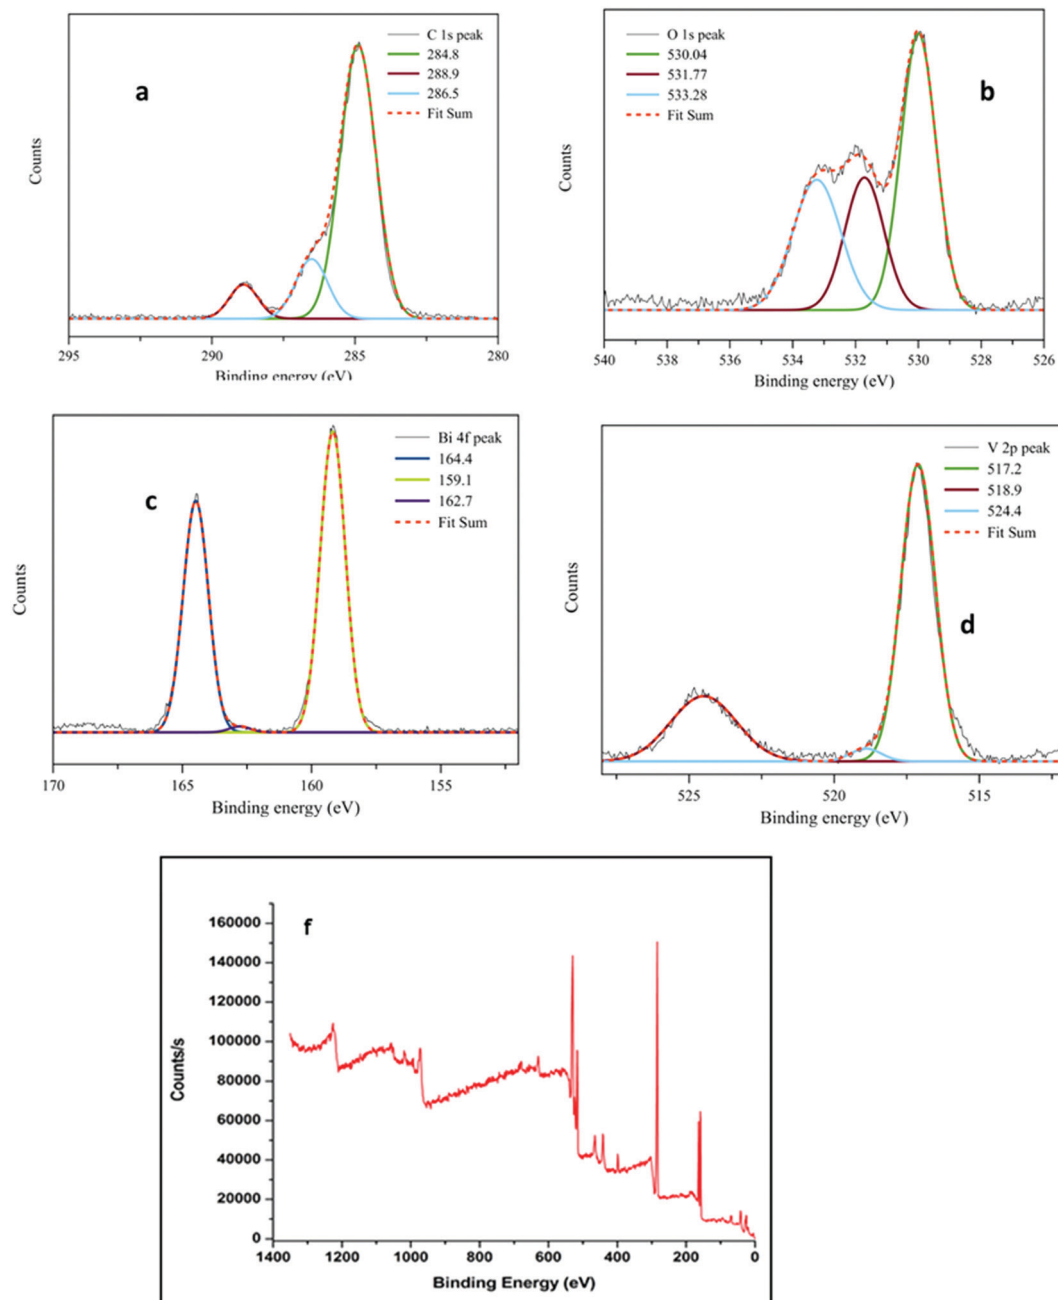 a
C 1s peak
284.8
288.9
286.5
Fit Sum
Counts
295 290 285 280
Binding energy (eV)
b
O 1s peak
530.04
531.77
533.28
Fit Sum
Counts
540 538 536 534 532 530 528 526
Binding energy (eV)
c
Bi 4f peak
164.4
159.1
162.7
Fit Sum
Counts
170 165 160 155
Binding energy (eV)
V 2p peak
517.2
518.9
524.4
Fit Sum
d
Counts
525 520 515
Binding energy (eV)
f
160000
140000
120000
100000
80000
60000
40000
20000
0
Counts/s
1400 1200 1000 800 600 400 200 0
Binding Energy (eV)